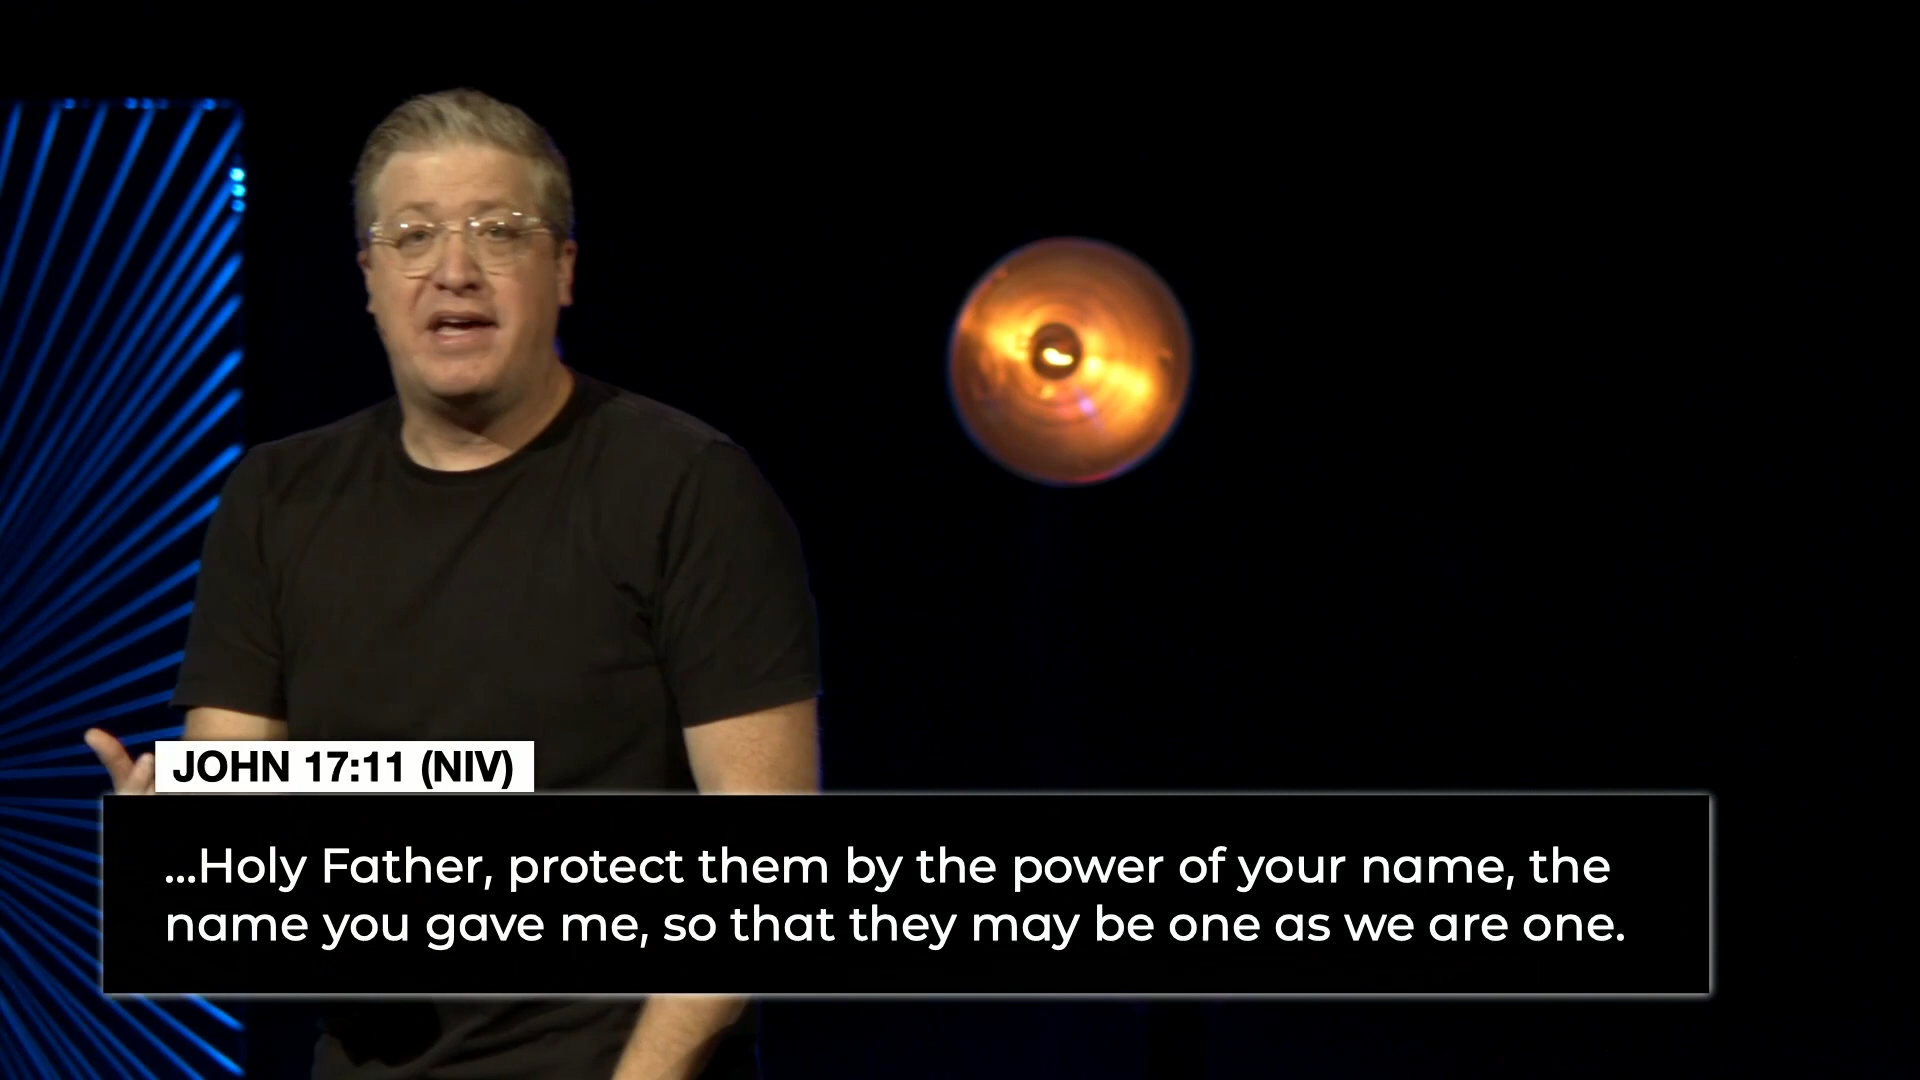 JOHN 17:11 (NIV)
...Holy Father, protect them by the power of your name, the
name you gave me, so that they may be one as we are one.